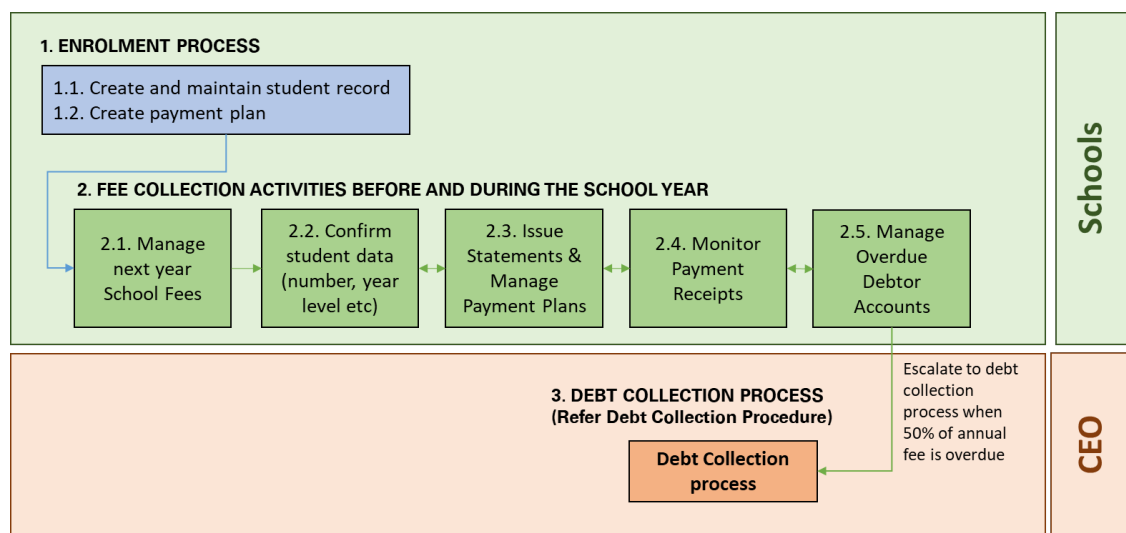 1. ENROLMENT PROCESS
1.1. Create and maintain student record
1.2. Create payment plan
Schools
2. FEE COLLECTION ACTIVITIES BEFORE AND DURING THE SCHOOL YEAR
2.1. Manage
next year
School Fees
2.2. Confirm
student data
(number, year
level etc)
2.3. Issue
Statements &
Manage
Payment Plans
2.4. Monitor
Payment
Receipts
2.5. Manage
Overdue
Debtor
Accounts
3. DEBT COLLECTION PROCESS
(Refer Debt Collection Procedure)
Debt Collection
process
Escalate to debt
collection
process when
50% of annual
fee is overdue
CEO